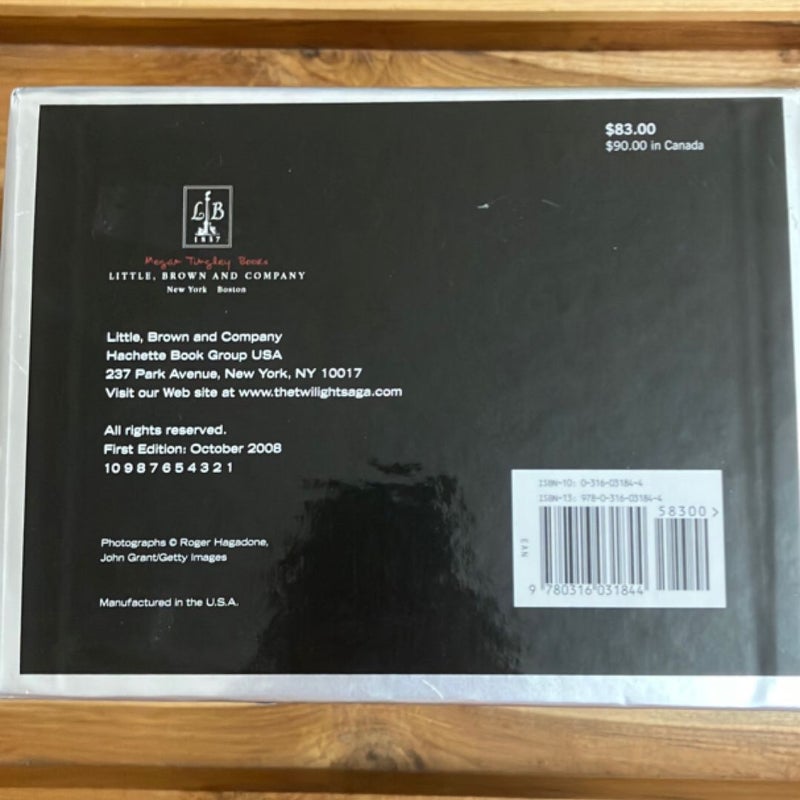 $83.00
$90.00 in Canada
L B
1837
Megan Tingley Books
LITTLE, BROWN AND COMPANY
New York Boston
Little, Brown and Company
Hachette Book Group USA
237 Park Avenue, New York, NY 10017
Visit our Web site at www.thetwilightsaga.com
All rights reserved.
First Edition: October 2008
10 9 8 7 6 5 4 3 2 1
Photographs © Roger Hagadone,
John Grant/Getty Images
Manufactured in the U.S.A.
ISBN-10: 0-316-03184-4
ISBN-13: 978-0-316-03184-4
58300 >
EAN
9 780316 031844